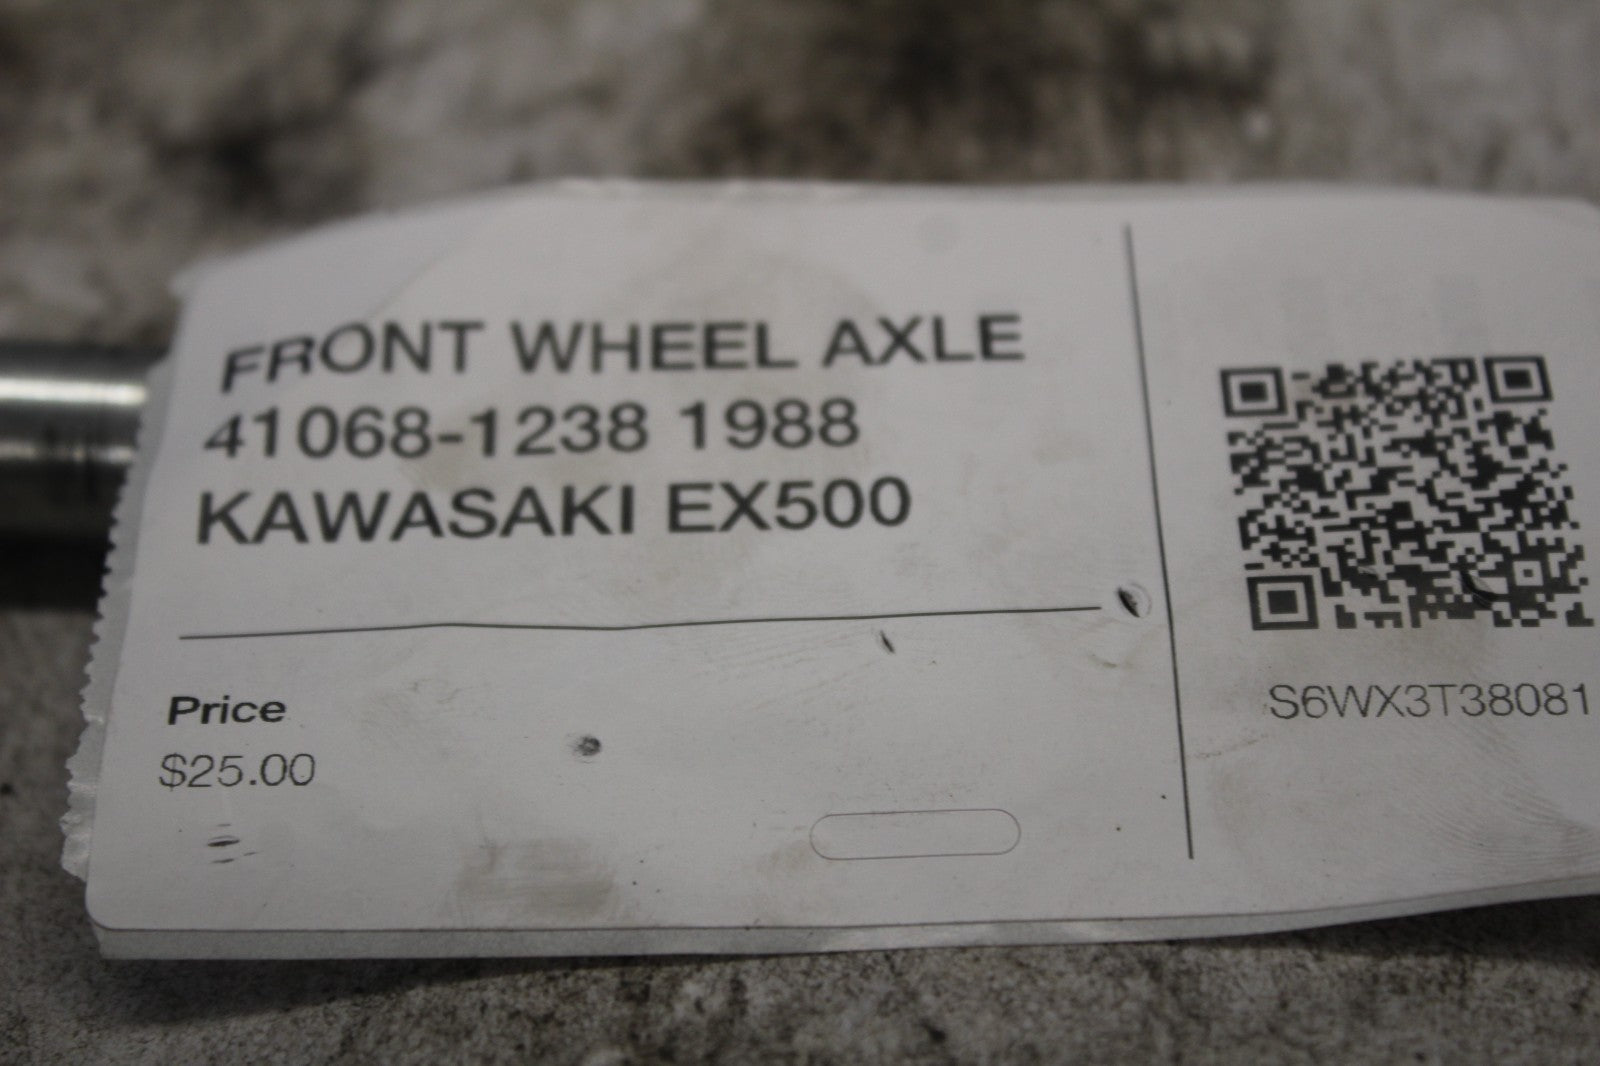 FRONT WHEEL AXLE
41068-1238 1988
KAWASAKI EX500
Price
$25.00
S6WX3T38081